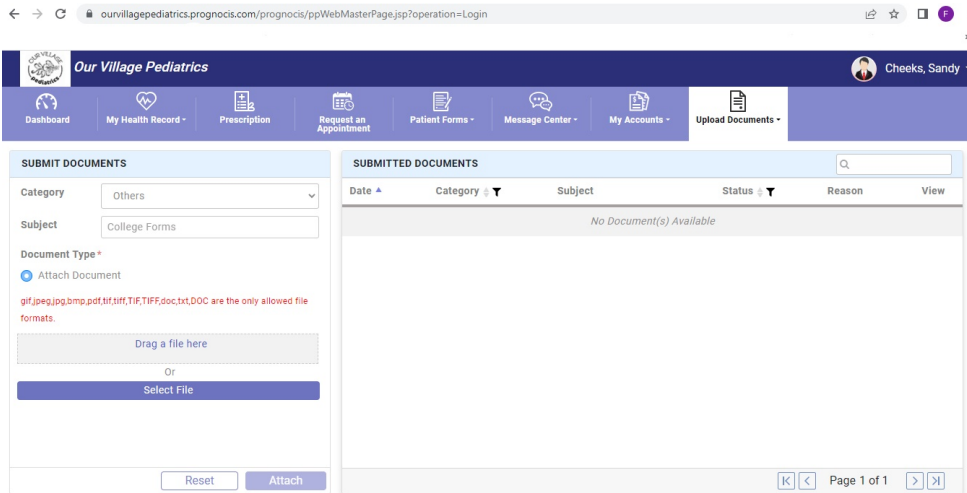 ourvillagepediatrics.prognocis.com/prognocis/ppWebMasterPage.jsp?operation=Login
F
OUR VILLAGE
Pediatrics
Our Village Pediatrics
Cheeks, Sandy
Dashboard
My Health Record
Prescription
Request an
Appointment
Patient Forms
Message Center
My Accounts
Upload Documents
SUBMIT DOCUMENTS
Category
Others
Subject
College Forms
Document Type*
Attach Document
gif,jpeg,jpg,bmp,pdf,tif,tiff,TIF,TIFF,doc,txt,DOC are the only allowed file
formats.
Drag a file here
Or
Select File
Reset
Attach
SUBMITTED DOCUMENTS
Date Category Subject Status Reason View
No Document(s) Available
Page 1 of 1